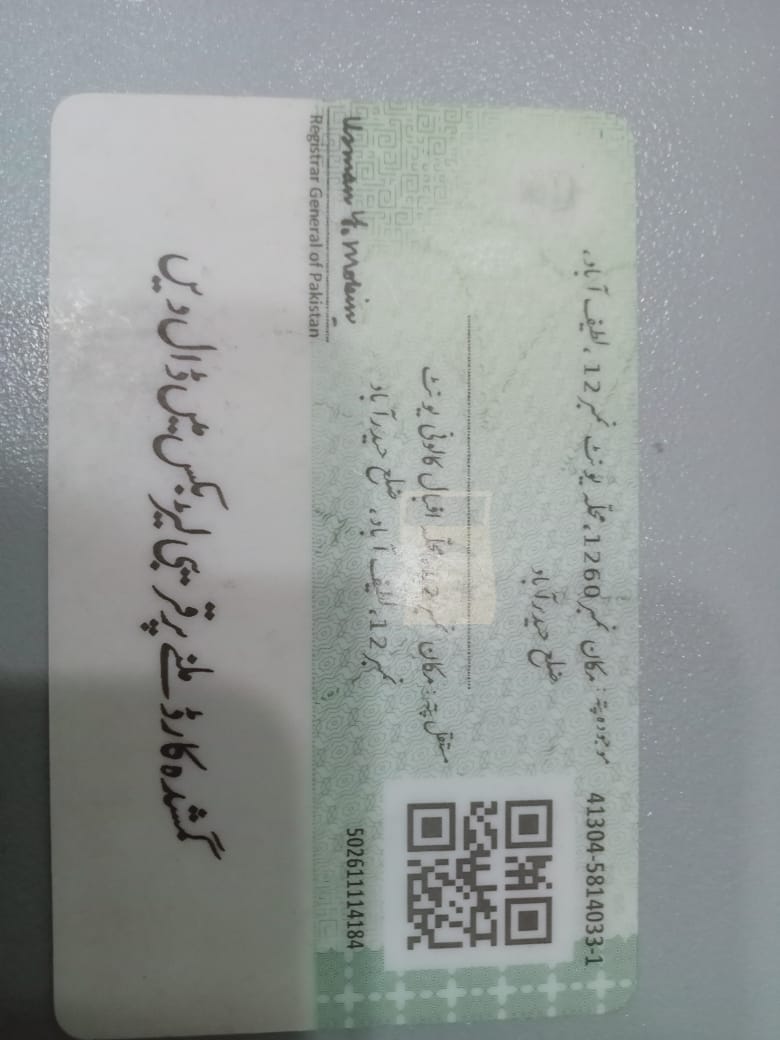 41304-5814033-1
موجودہ پتہ: مکان نمبر 1260، محلہ یونٹ نمبر 12، لطیف آباد،
ضلع حیدرآباد
مستقل پتہ: مکان نمبر 12، محلہ اقبال کالونی یونٹ
نمبر 12، لطیف آباد، ضلع حیدرآباد
502611114184
Usman Y. Mobin
Registrar General of Pakistan
گمشدہ کارڈ ملنے پر قریبی لیٹر بکس میں ڈال دیں